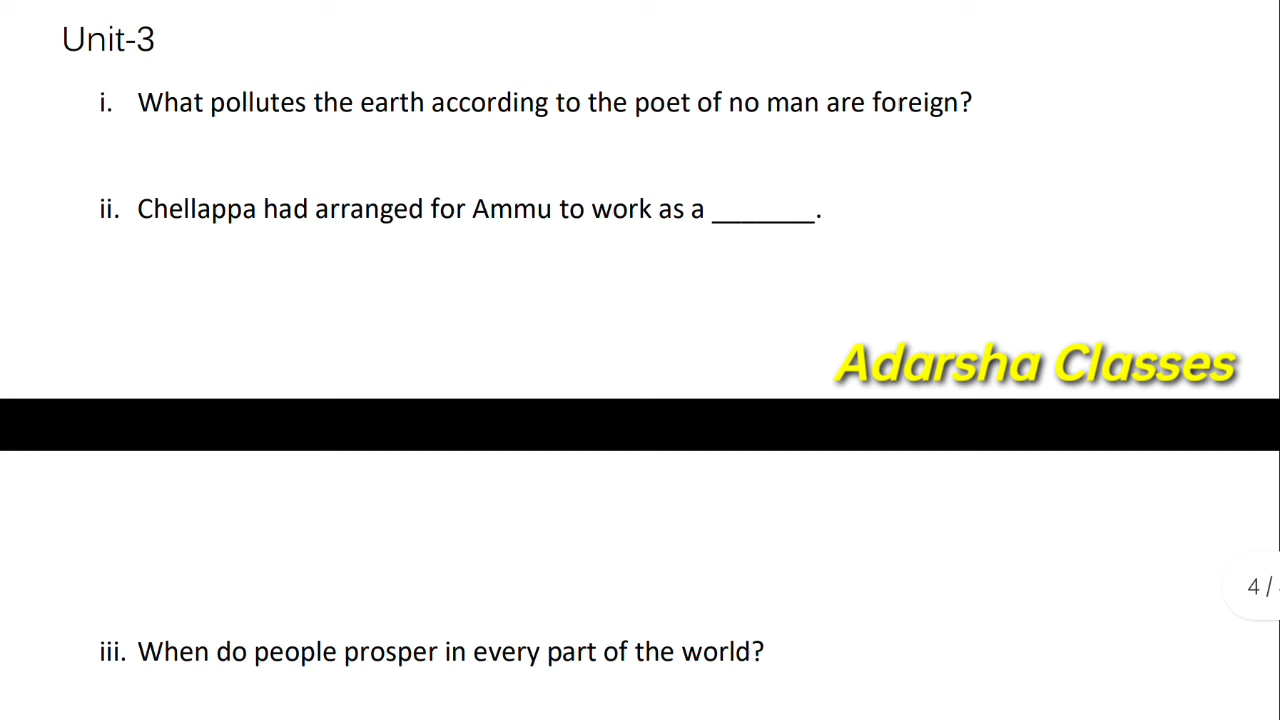 Unit-3
i. What pollutes the earth according to the poet of no man are foreign?
ii. Chellappa had arranged for Ammu to work as a _______.
Adarsha Classes
4 /
iii. When do people prosper in every part of the world?